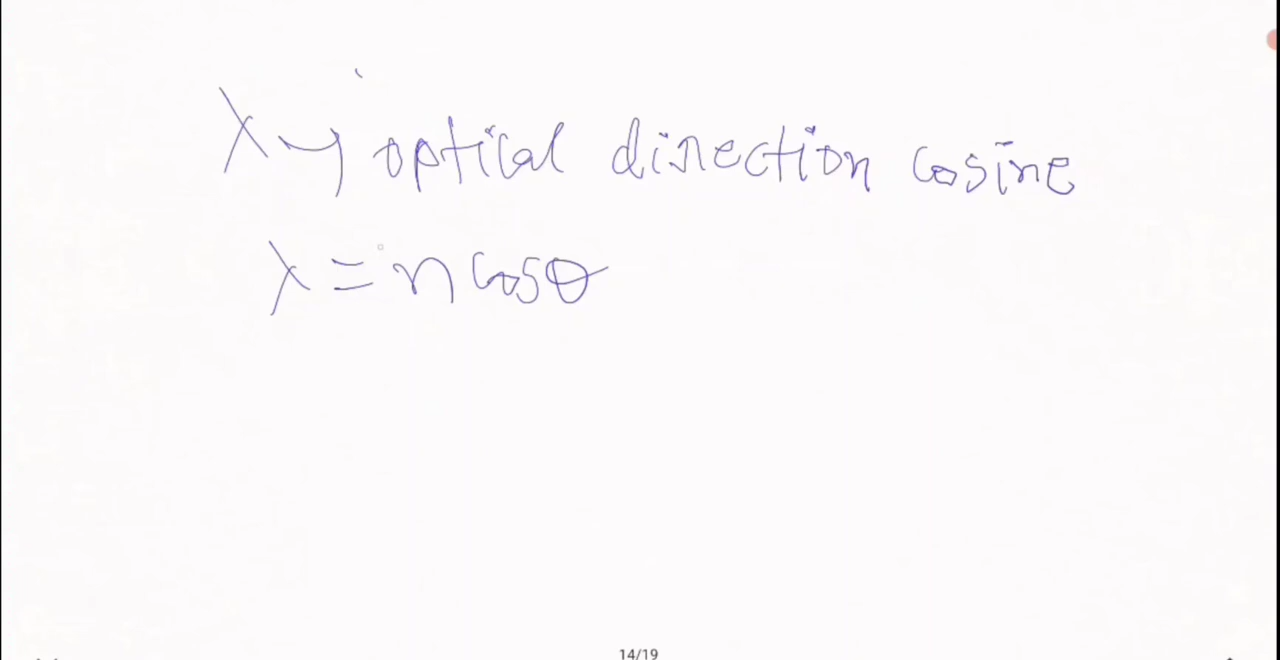 λ → optical direction cosine
λ = n cosθ
14/19